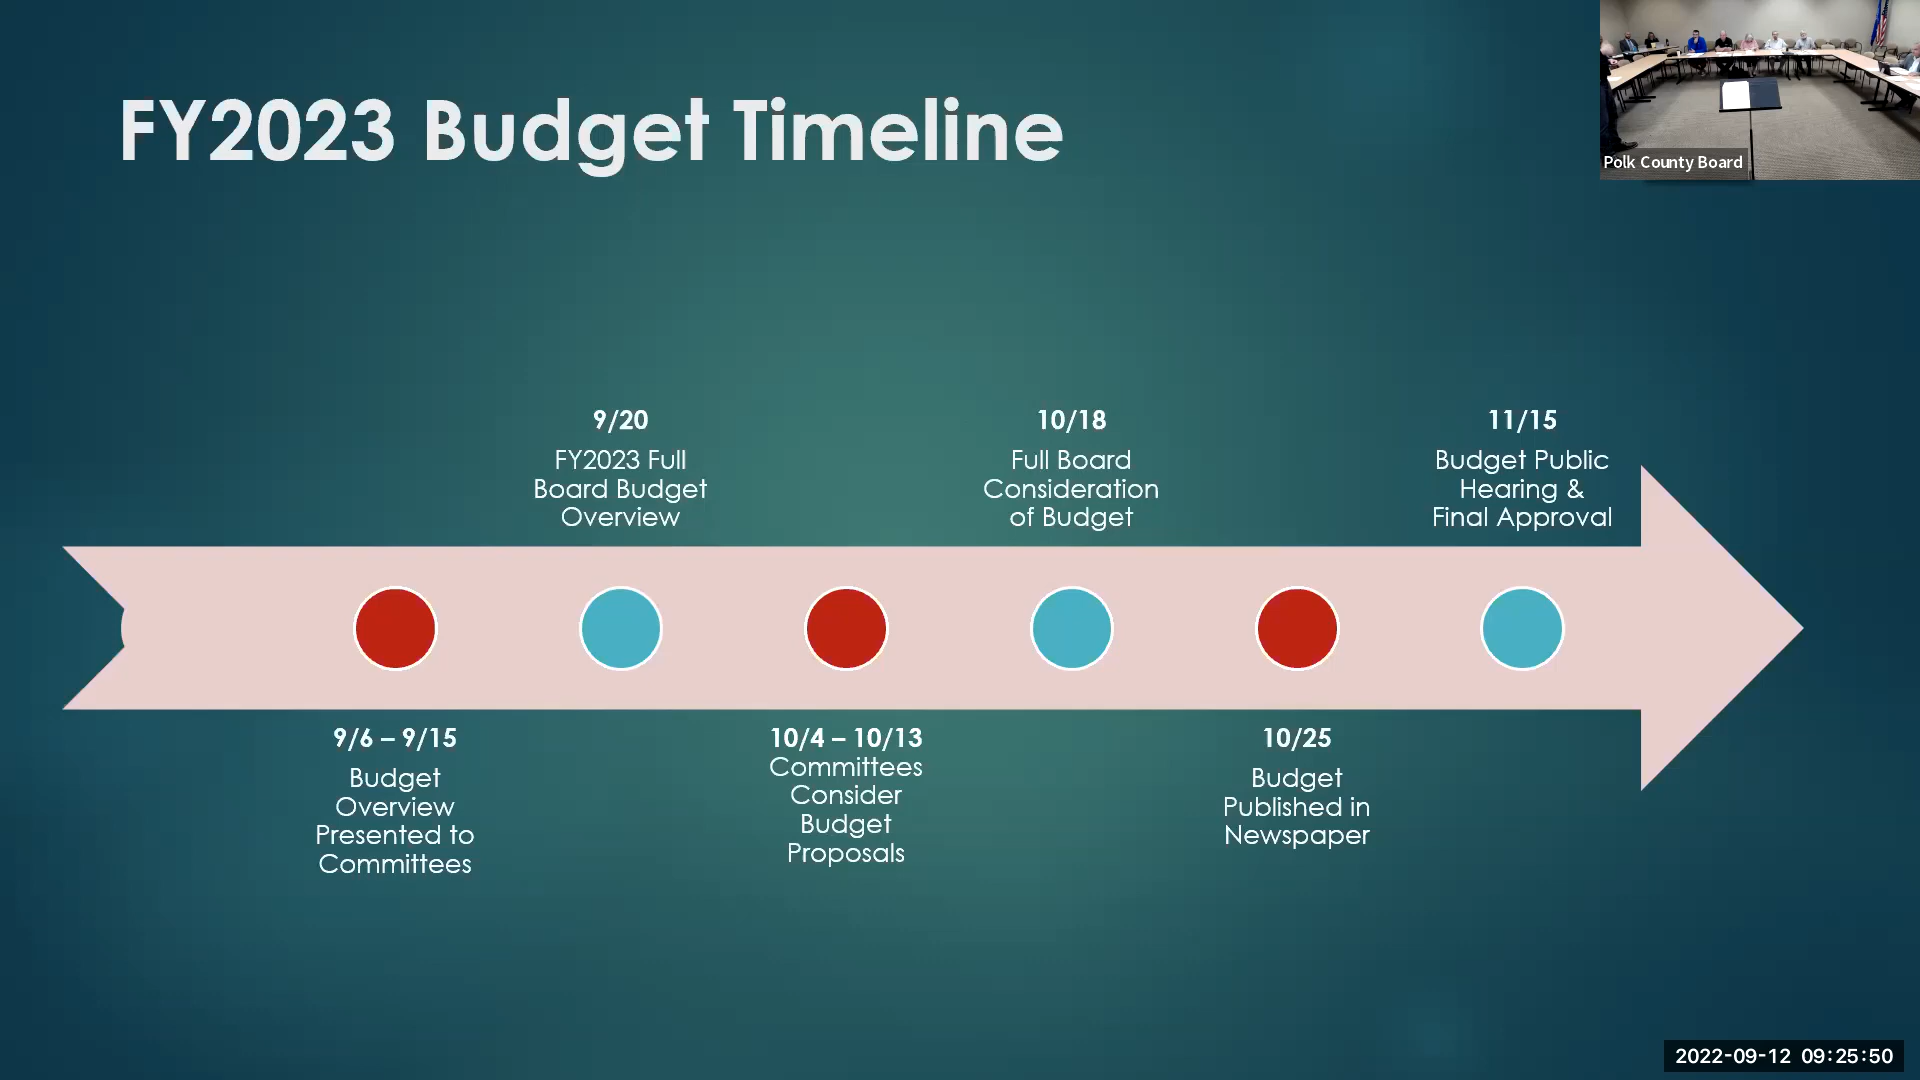 FY2023 Budget Timeline
Polk County Board
9/20
FY2023 Full
Board Budget
Overview
10/18
Full Board
Consideration
of Budget
11/15
Budget Public
Hearing &
Final Approval
9/6 – 9/15
Budget
Overview
Presented to
Committees
10/4 – 10/13
Committees
Consider
Budget
Proposals
10/25
Budget
Published in
Newspaper
2022-09-12 09:25:50